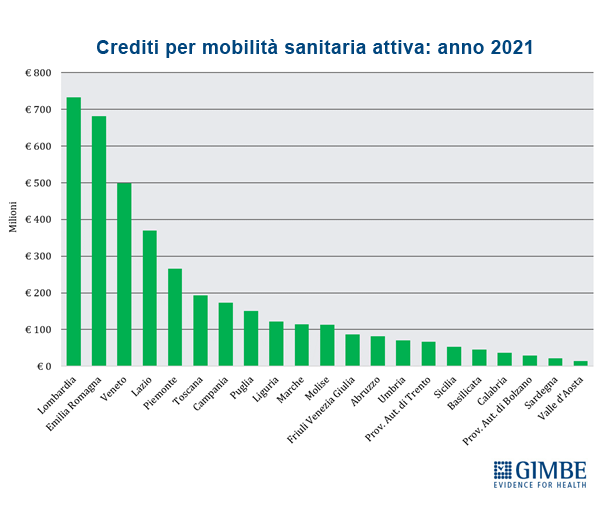 Crediti per mobilità sanitaria attiva: anno 2021
Milioni
€ 800
€ 700
€ 600
€ 500
€ 400
€ 300
€ 200
€ 100
€ 0
Lombardia
Emilia Romagna
Veneto
Lazio
Piemonte
Toscana
Campania
Puglia
Liguria
Marche
Molise
Friuli Venezia Giulia
Abruzzo
Umbria
Prov. Aut. di Trento
Sicilia
Basilicata
Calabria
Prov. Aut. di Bolzano
Sardegna
Valle d'Aosta
GIMBE
EVIDENCE FOR HEALTH